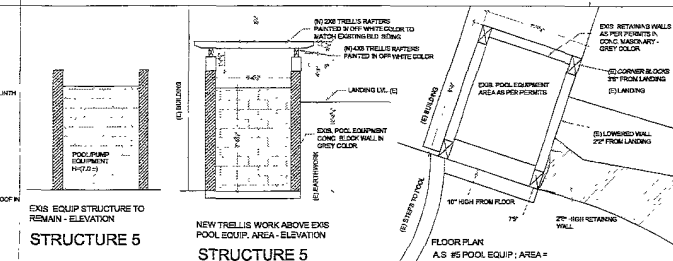 LINTH
OOF IN
POOL/PUMP
EQUIPMENT
EXIS EQUIP STRUCTURE TO
REMAIN - ELEVATION
STRUCTURE 5
(E) BUILDING
(N) 2X6 TRELLIS RAFTERS
PAINTED IN OFF WHITE COLOR TO
MATCH EXISTING BLD SIDING
(N) 4X6 TRELLIS RAFTERS
PAINTED IN OFF WHITE COLOR
LANDING LVL. (E)
EXIS. POOL EQUIPMENT
CONC. BLOCK WALL IN
GREY COLOR
(E) EARTHWORK
NEW TRELLIS WORK ABOVE EXIS
POOL EQUIP. AREA - ELEVATION
STRUCTURE 5
EXIS RETAINING WALLS
AS PER PERMITS IN
CONC. MASONARY -
GREY COLOR
(E) CORNER BLOCKS
FROM LANDING
(E) LANDING
EXIS. POOL EQUIPMENT
AREA AS PER PERMITS
(E) LOWERED WALL
2'2" FROM LANDING
(E) BUILDING
(E) STEPS TO POOL
10" HIGH FROM FLOOR
7'9"
HIGH RETAINING
WALL
FLOOR PLAN
A.S #5 POOL EQUIP ; AREA =